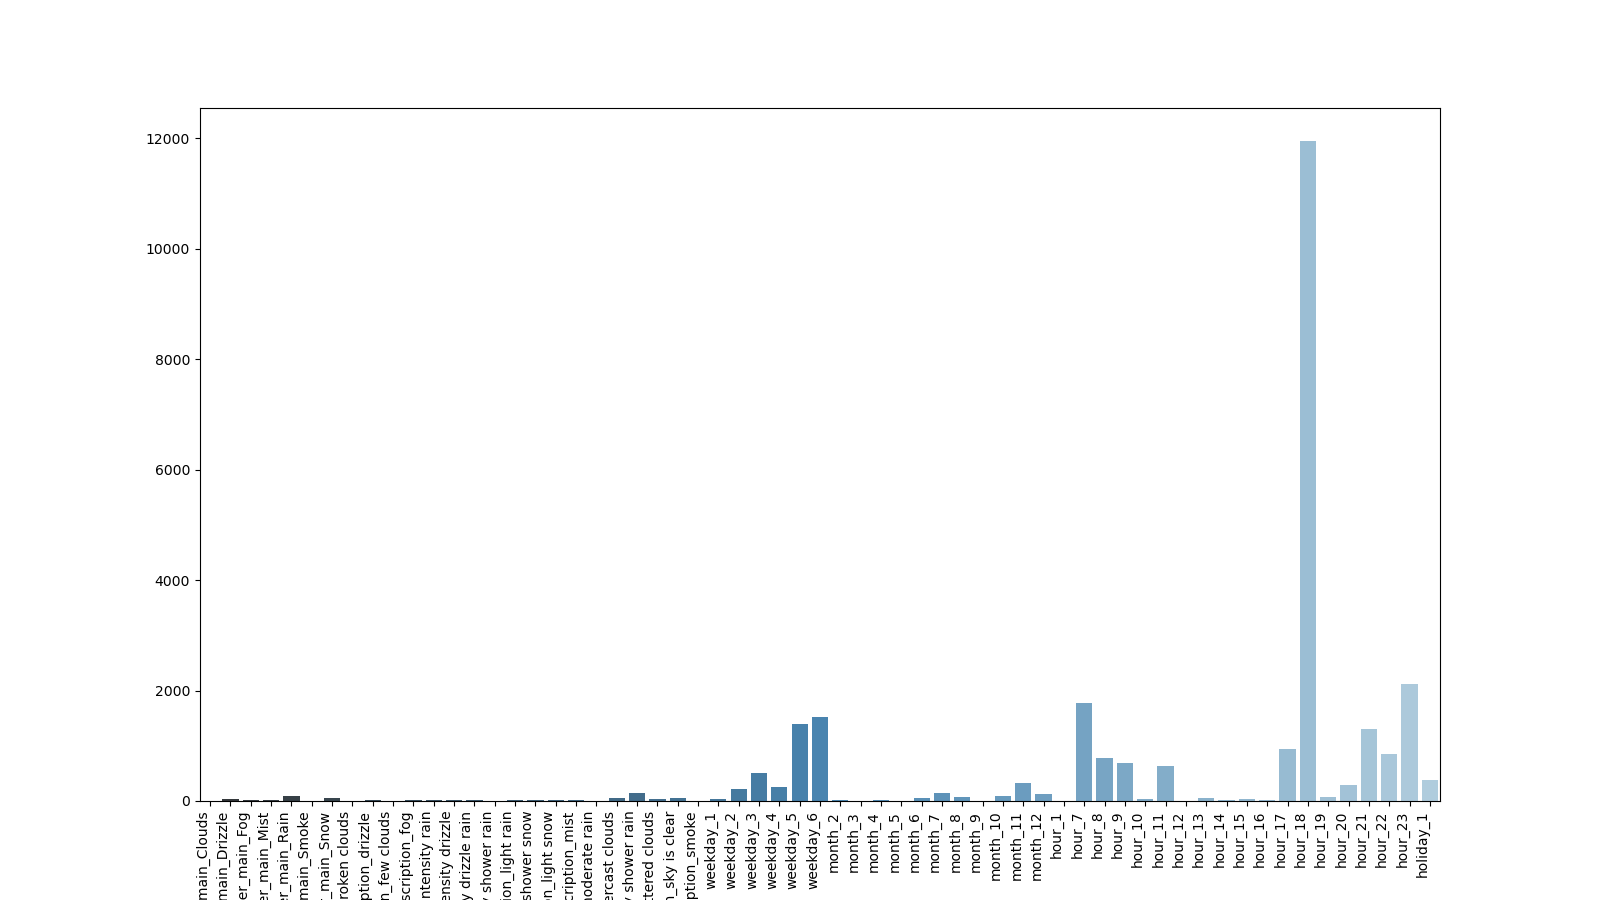 12000
10000
8000
6000
4000
2000
0
main_Clouds
main_Drizzle
er_main_Fog
er_main_Mist
er_main_Rain
main_Smoke
_main_Snow
roken clouds
ption_drizzle
n_few clouds
scription_fog
ntensity rain
ensity drizzle
y drizzle rain
shower rain
ion_light rain
shower snow
on_light snow
cription_mist
moderate rain
ercast clouds
shower rain
ttered clouds
n_sky is clear
ption_smoke
weekday_1
weekday_2
weekday_3
weekday_4
weekday_5
weekday_6
month_2
month_3
month_4
month_5
month_6
month_7
month_8
month_9
month_10
month_11
month_12
hour_1
hour_7
hour_8
hour_9
hour_10
hour_11
hour_12
hour_13
hour_14
hour_15
hour_16
hour_17
hour_18
hour_19
hour_20
hour_21
hour_22
hour_23
holiday_1